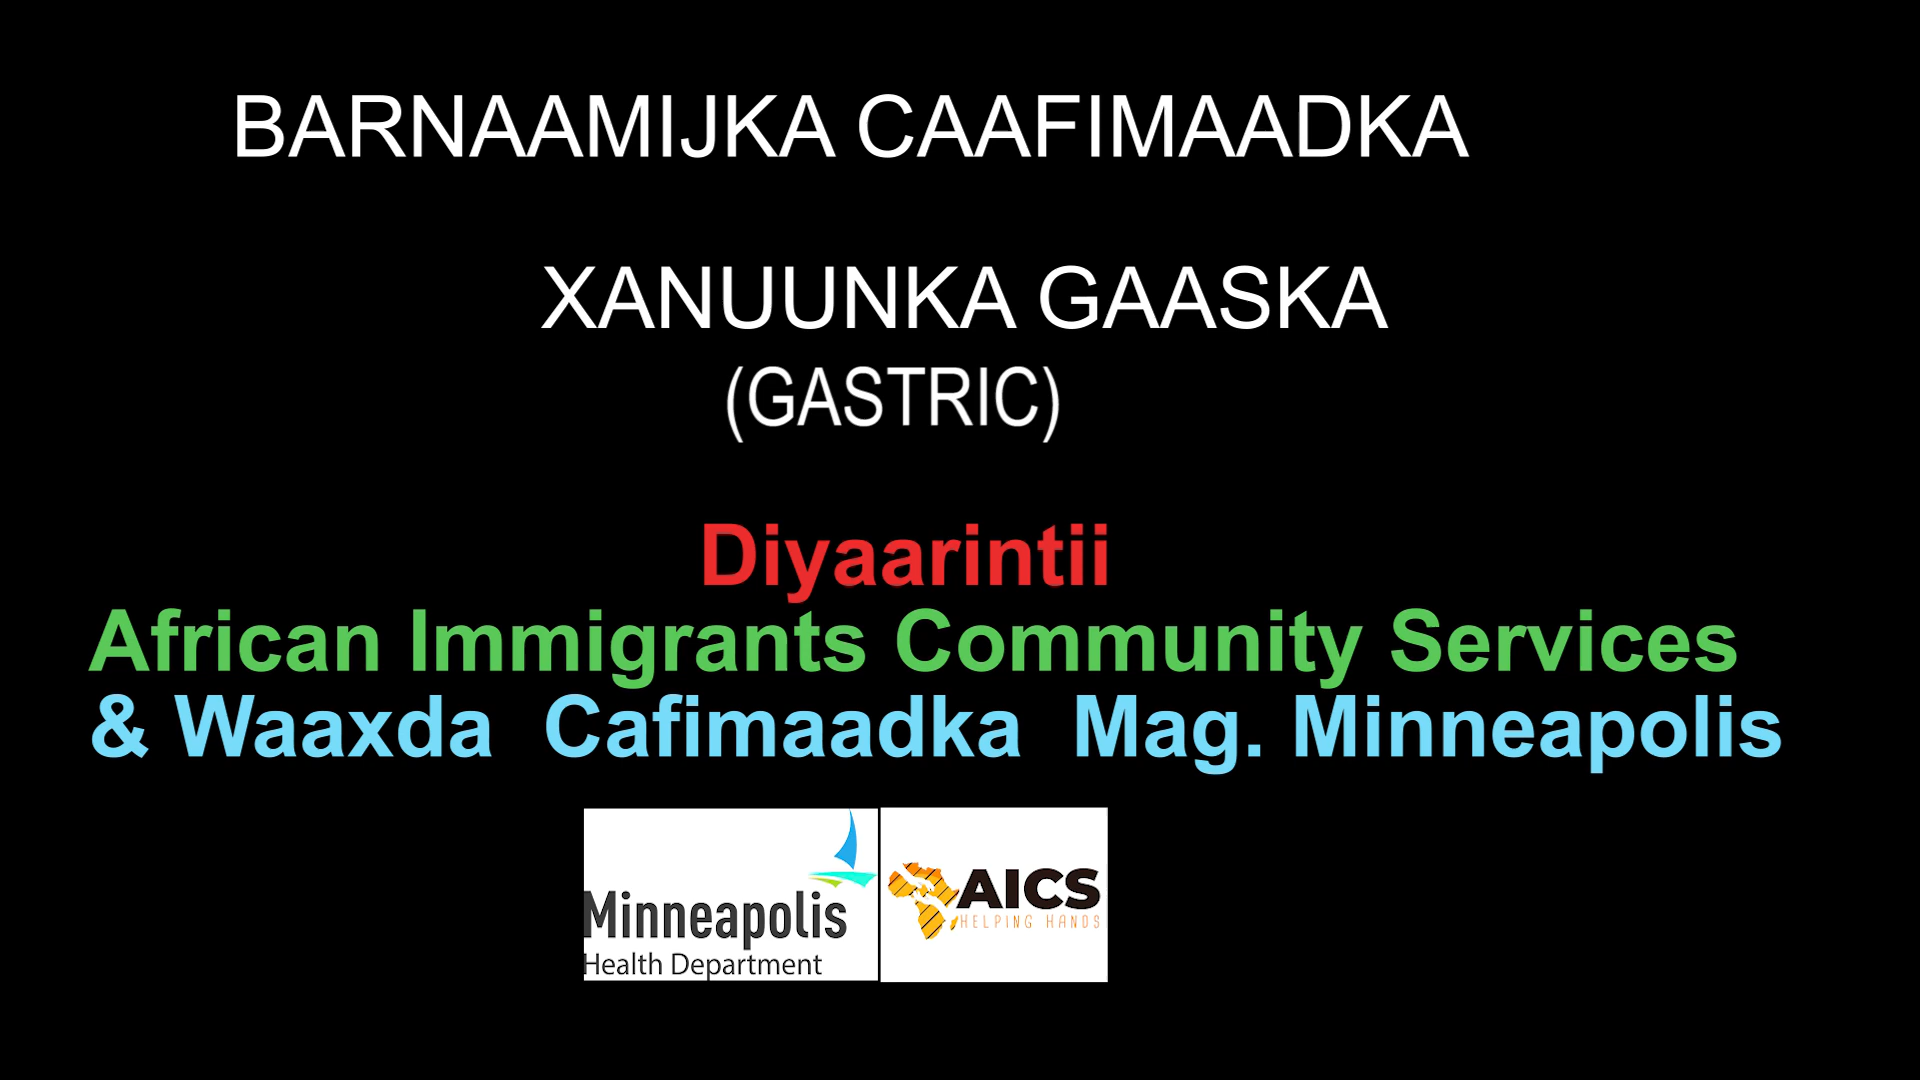 BARNAAMIJKA CAAFIMAADKA
XANUUNKA GAASKA
(GASTRIC)
Diyaarintii
African Immigrants Community Services
& Waaxda Cafimaadka Mag. Minneapolis
Minneapolis
Health Department
AICS
HELPING HANDS